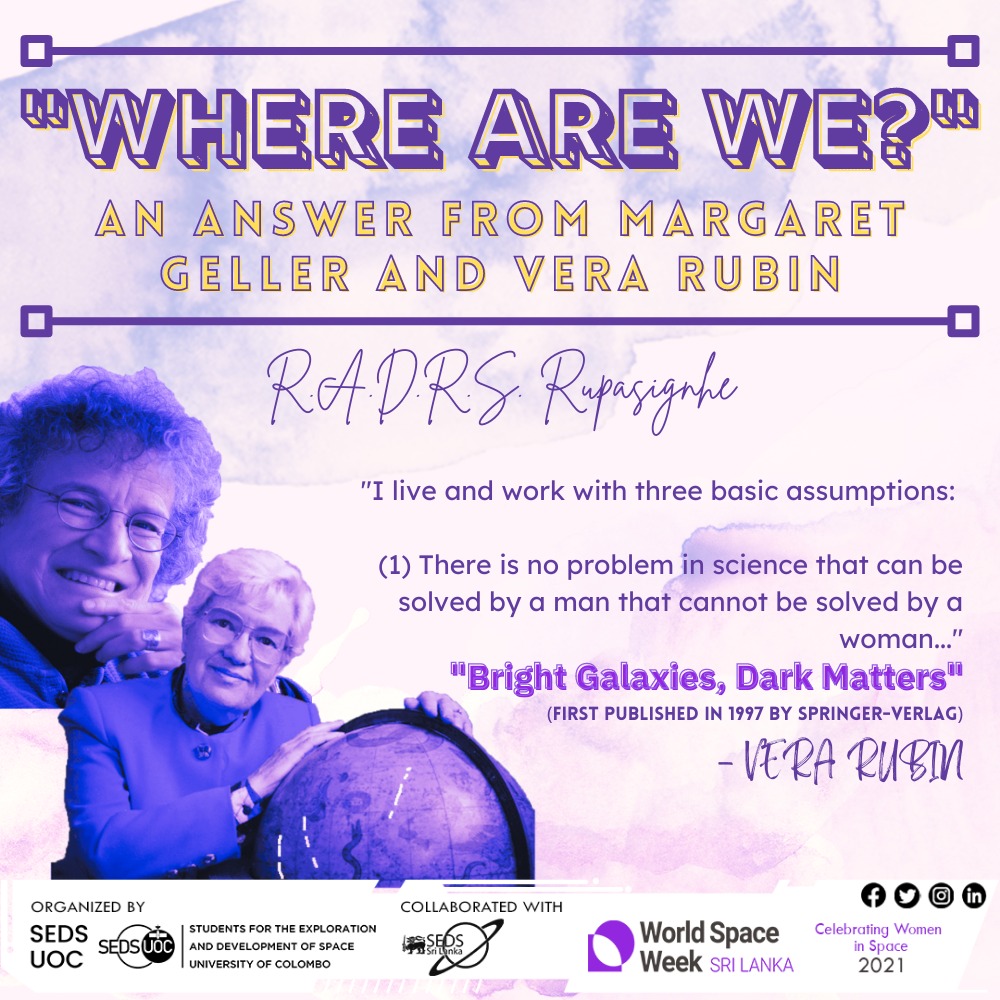 "WHERE ARE WE?"
AN ANSWER FROM MARGARET
GELLER AND VERA RUBIN
R.A.D.R.S. Rupasignhe
"I live and work with three basic assumptions:
(1) There is no problem in science that can be
solved by a man that cannot be solved by a
woman..."
"Bright Galaxies, Dark Matters"
(FIRST PUBLISHED IN 1997 BY SPRINGER-VERLAG)
- VERA RUBIN
ORGANIZED BY
SEDS
UOC
SEDS UOC
STUDENTS FOR THE EXPLORATION
AND DEVELOPMENT OF SPACE
UNIVERSITY OF COLOMBO
COLLABORATED WITH
SEDS
Sri Lanka
World Space
Week SRI LANKA
Celebrating Women
in Space
2021